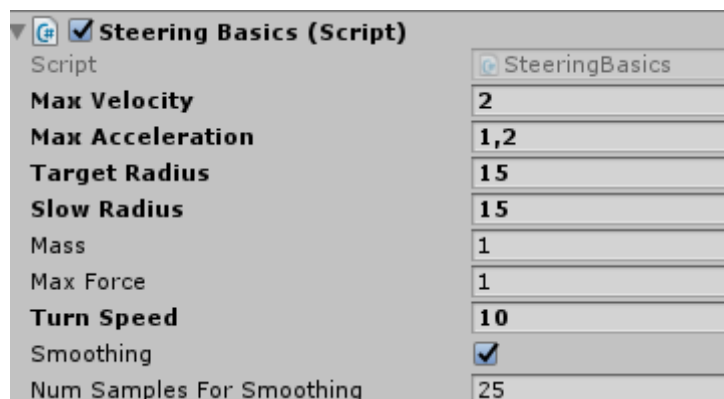 Steering Basics (Script)
Script SteeringBasics
Max Velocity 2
Max Acceleration 1,2
Target Radius 15
Slow Radius 15
Mass 1
Max Force 1
Turn Speed 10
Smoothing
Num Samples For Smoothing 25